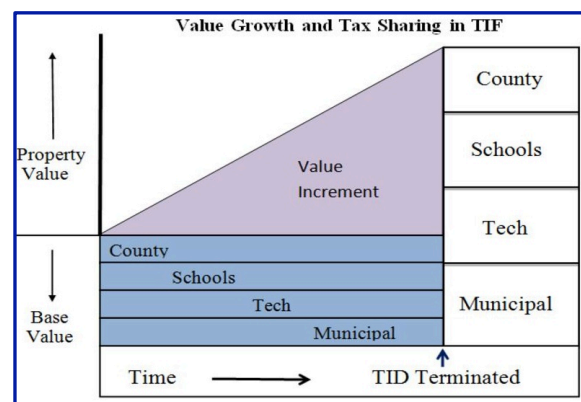 Value Growth and Tax Sharing in TIF
Property
Value
Base
Value
Value
Increment
County
Schools
Tech
Municipal
County
Schools
Tech
Municipal
Time
TID Terminated